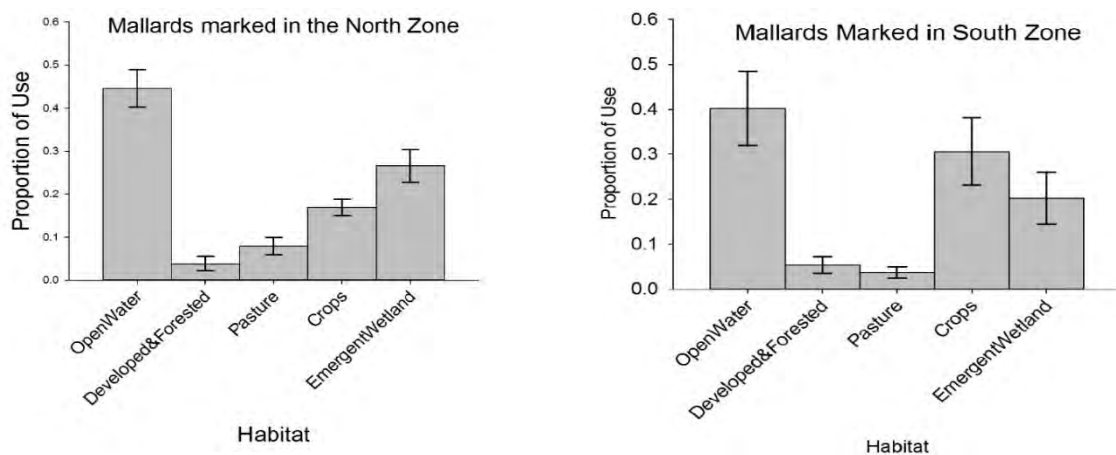 Mallards marked in the North Zone
Proportion of Use
0.6
0.5
0.4
0.3
0.2
0.1
0.0
OpenWater
Developed&Forested
Pasture
Crops
EmergentWetland
Habitat
Mallards Marked in South Zone
Proportion of Use
0.6
0.5
0.4
0.3
0.2
0.1
0.0
OpenWater
Developed&Forested
Pasture
Crops
EmergentWetland
Habitat